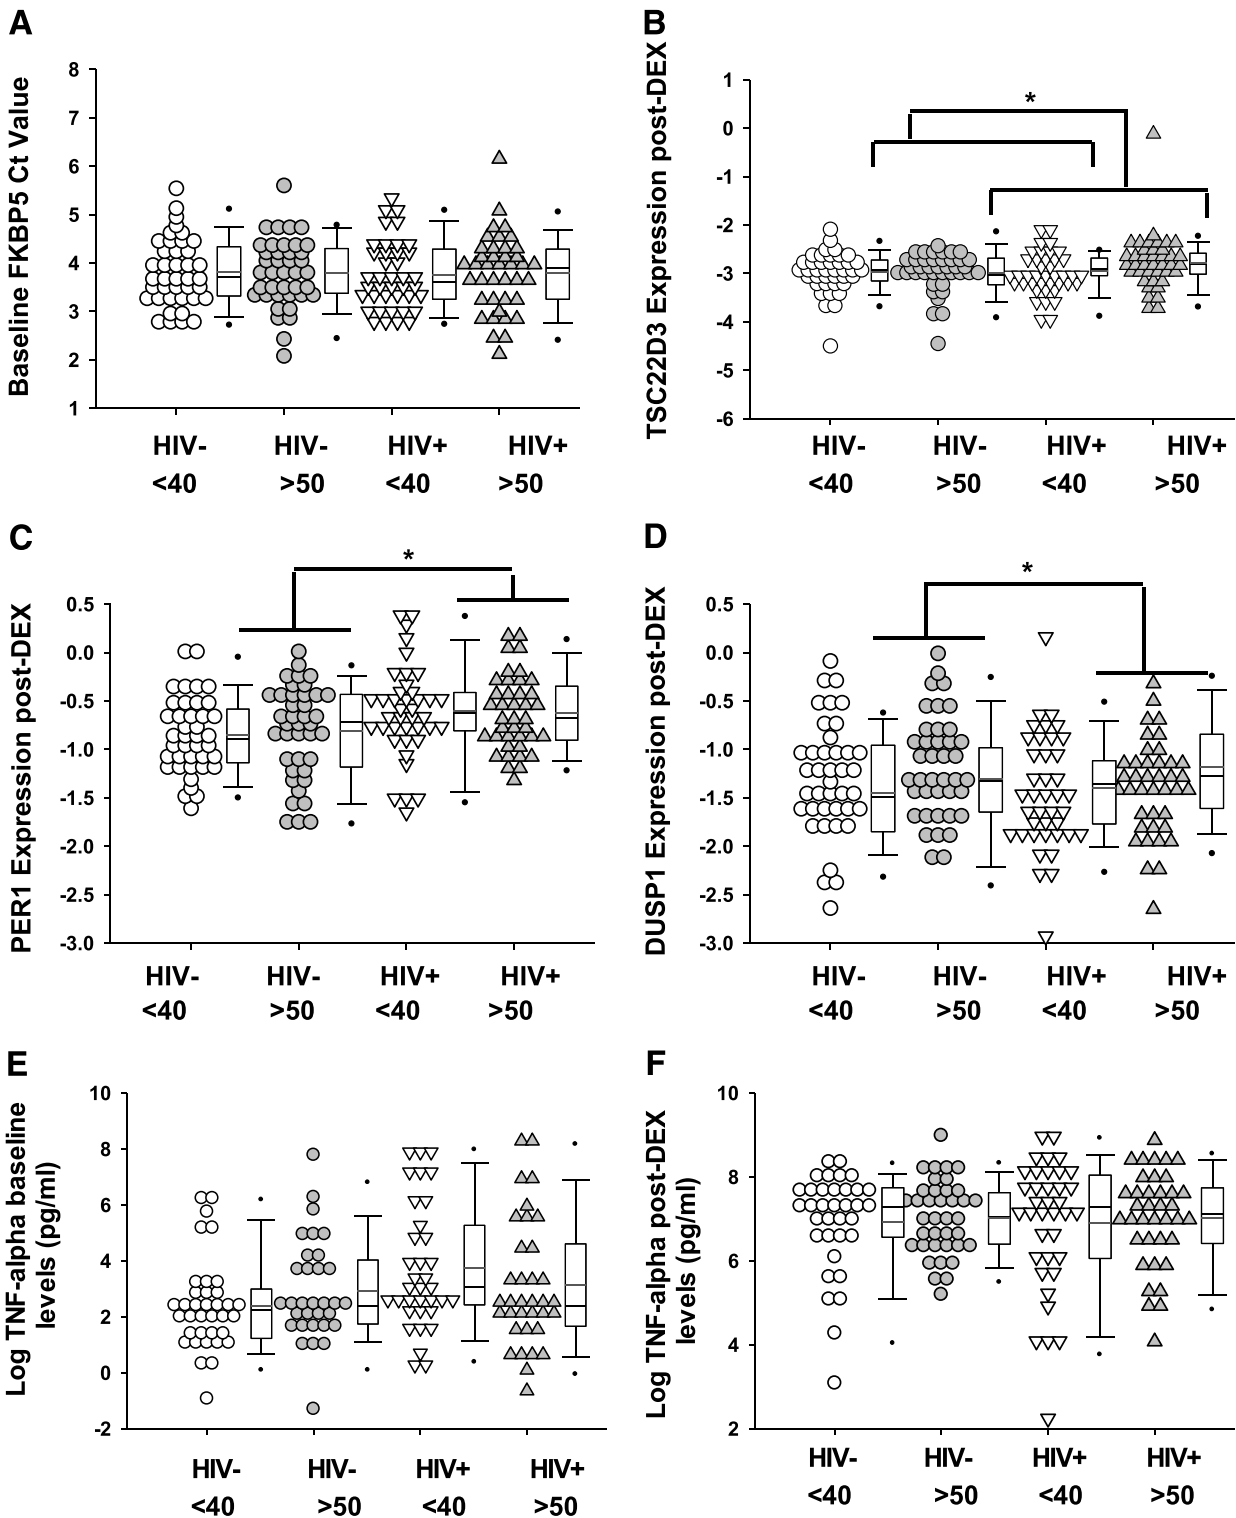 A
Baseline FKBP5 Ct Value
8
7
6
5
4
3
2
1
HIV- HIV- HIV+ HIV+
<40 >50 <40 >50
B
TSC22D3 Expression post-DEX
1
0
-1
-2
-3
-4
-5
-6
*
HIV- HIV- HIV+ HIV+
<40 >50 <40 >50
C
PER1 Expression post-DEX
0.5
0.0
-0.5
-1.0
-1.5
-2.0
-2.5
-3.0
*
HIV- HIV- HIV+ HIV+
<40 >50 <40 >50
D
DUSP1 Expression post-DEX
0.5
0.0
-0.5
-1.0
-1.5
-2.0
-2.5
-3.0
*
HIV- HIV- HIV+ HIV+
<40 >50 <40 >50
E
Log TNF-alpha baseline
levels (pg/ml)
10
8
6
4
2
0
-2
HIV- HIV- HIV+ HIV+
<40 >50 <40 >50
F
Log TNF-alpha post-DEX
levels (pg/ml)
10
8
6
4
2
HIV- HIV- HIV+ HIV+
<40 >50 <40 >50